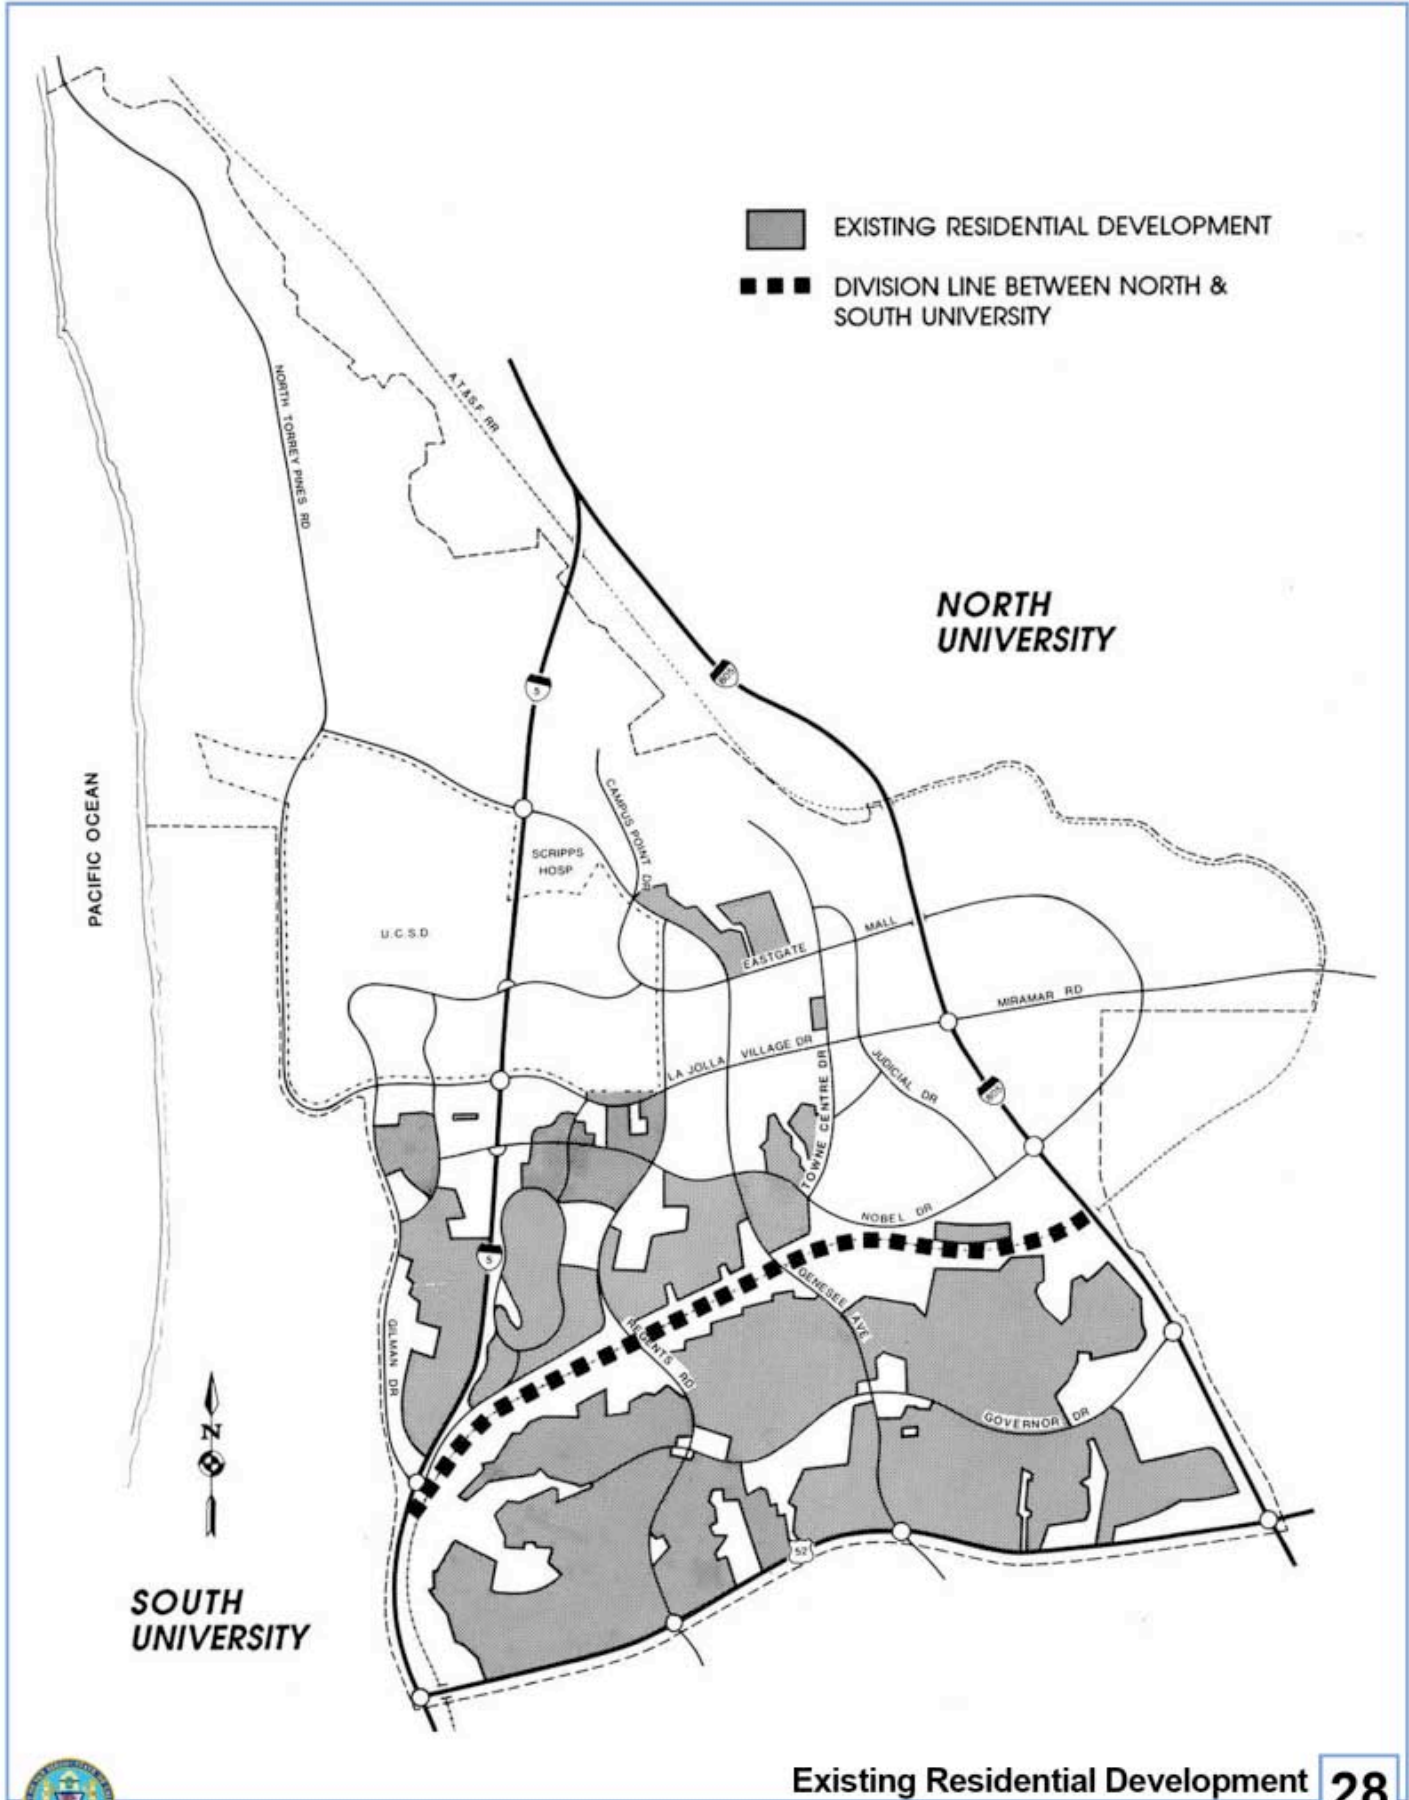 EXISTING RESIDENTIAL DEVELOPMENT
DIVISION LINE BETWEEN NORTH &
SOUTH UNIVERSITY
NORTH TORREY PINES RD
A.T.&S.F. RR
NORTH
UNIVERSITY
5
805
PACIFIC OCEAN
CAMPUS POINT DR
SCRIPPS
HOSP
U.C.S.D
EASTGATE MALL
MIRAMAR RD
LA JOLLA VILLAGE DR
JUDICIAL DR
805
TOWNE CENTRE DR
NOBEL DR
5
GENESEE AVE
REGENTS RD
GILMAN DR
N
GOVERNOR DR
52
SOUTH
UNIVERSITY
Existing Residential Development
28